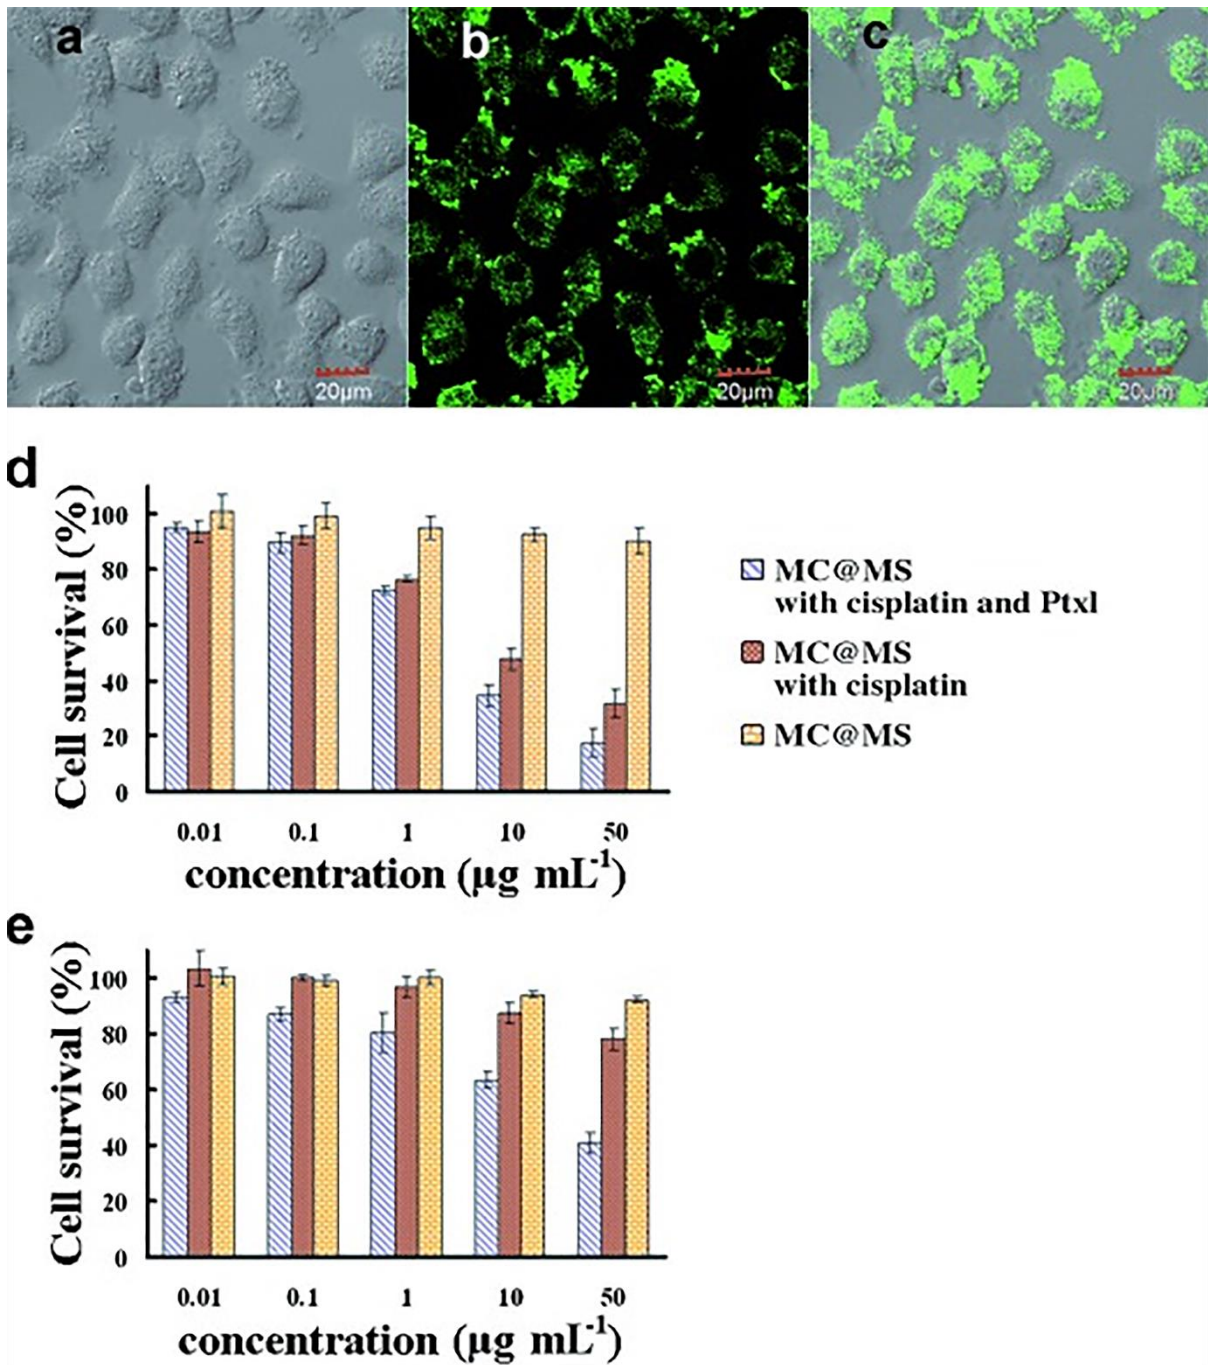 a
b
c
20µm
20µm
20µm
d
Cell survival (%)
100
80
60
40
20
0
0.01
0.1
1
10
50
concentration (µg mL⁻¹)
MC@MS
with cisplatin and Ptxl
MC@MS
with cisplatin
MC@MS
e
Cell survival (%)
100
80
60
40
20
0
0.01
0.1
1
10
50
concentration (µg mL⁻¹)